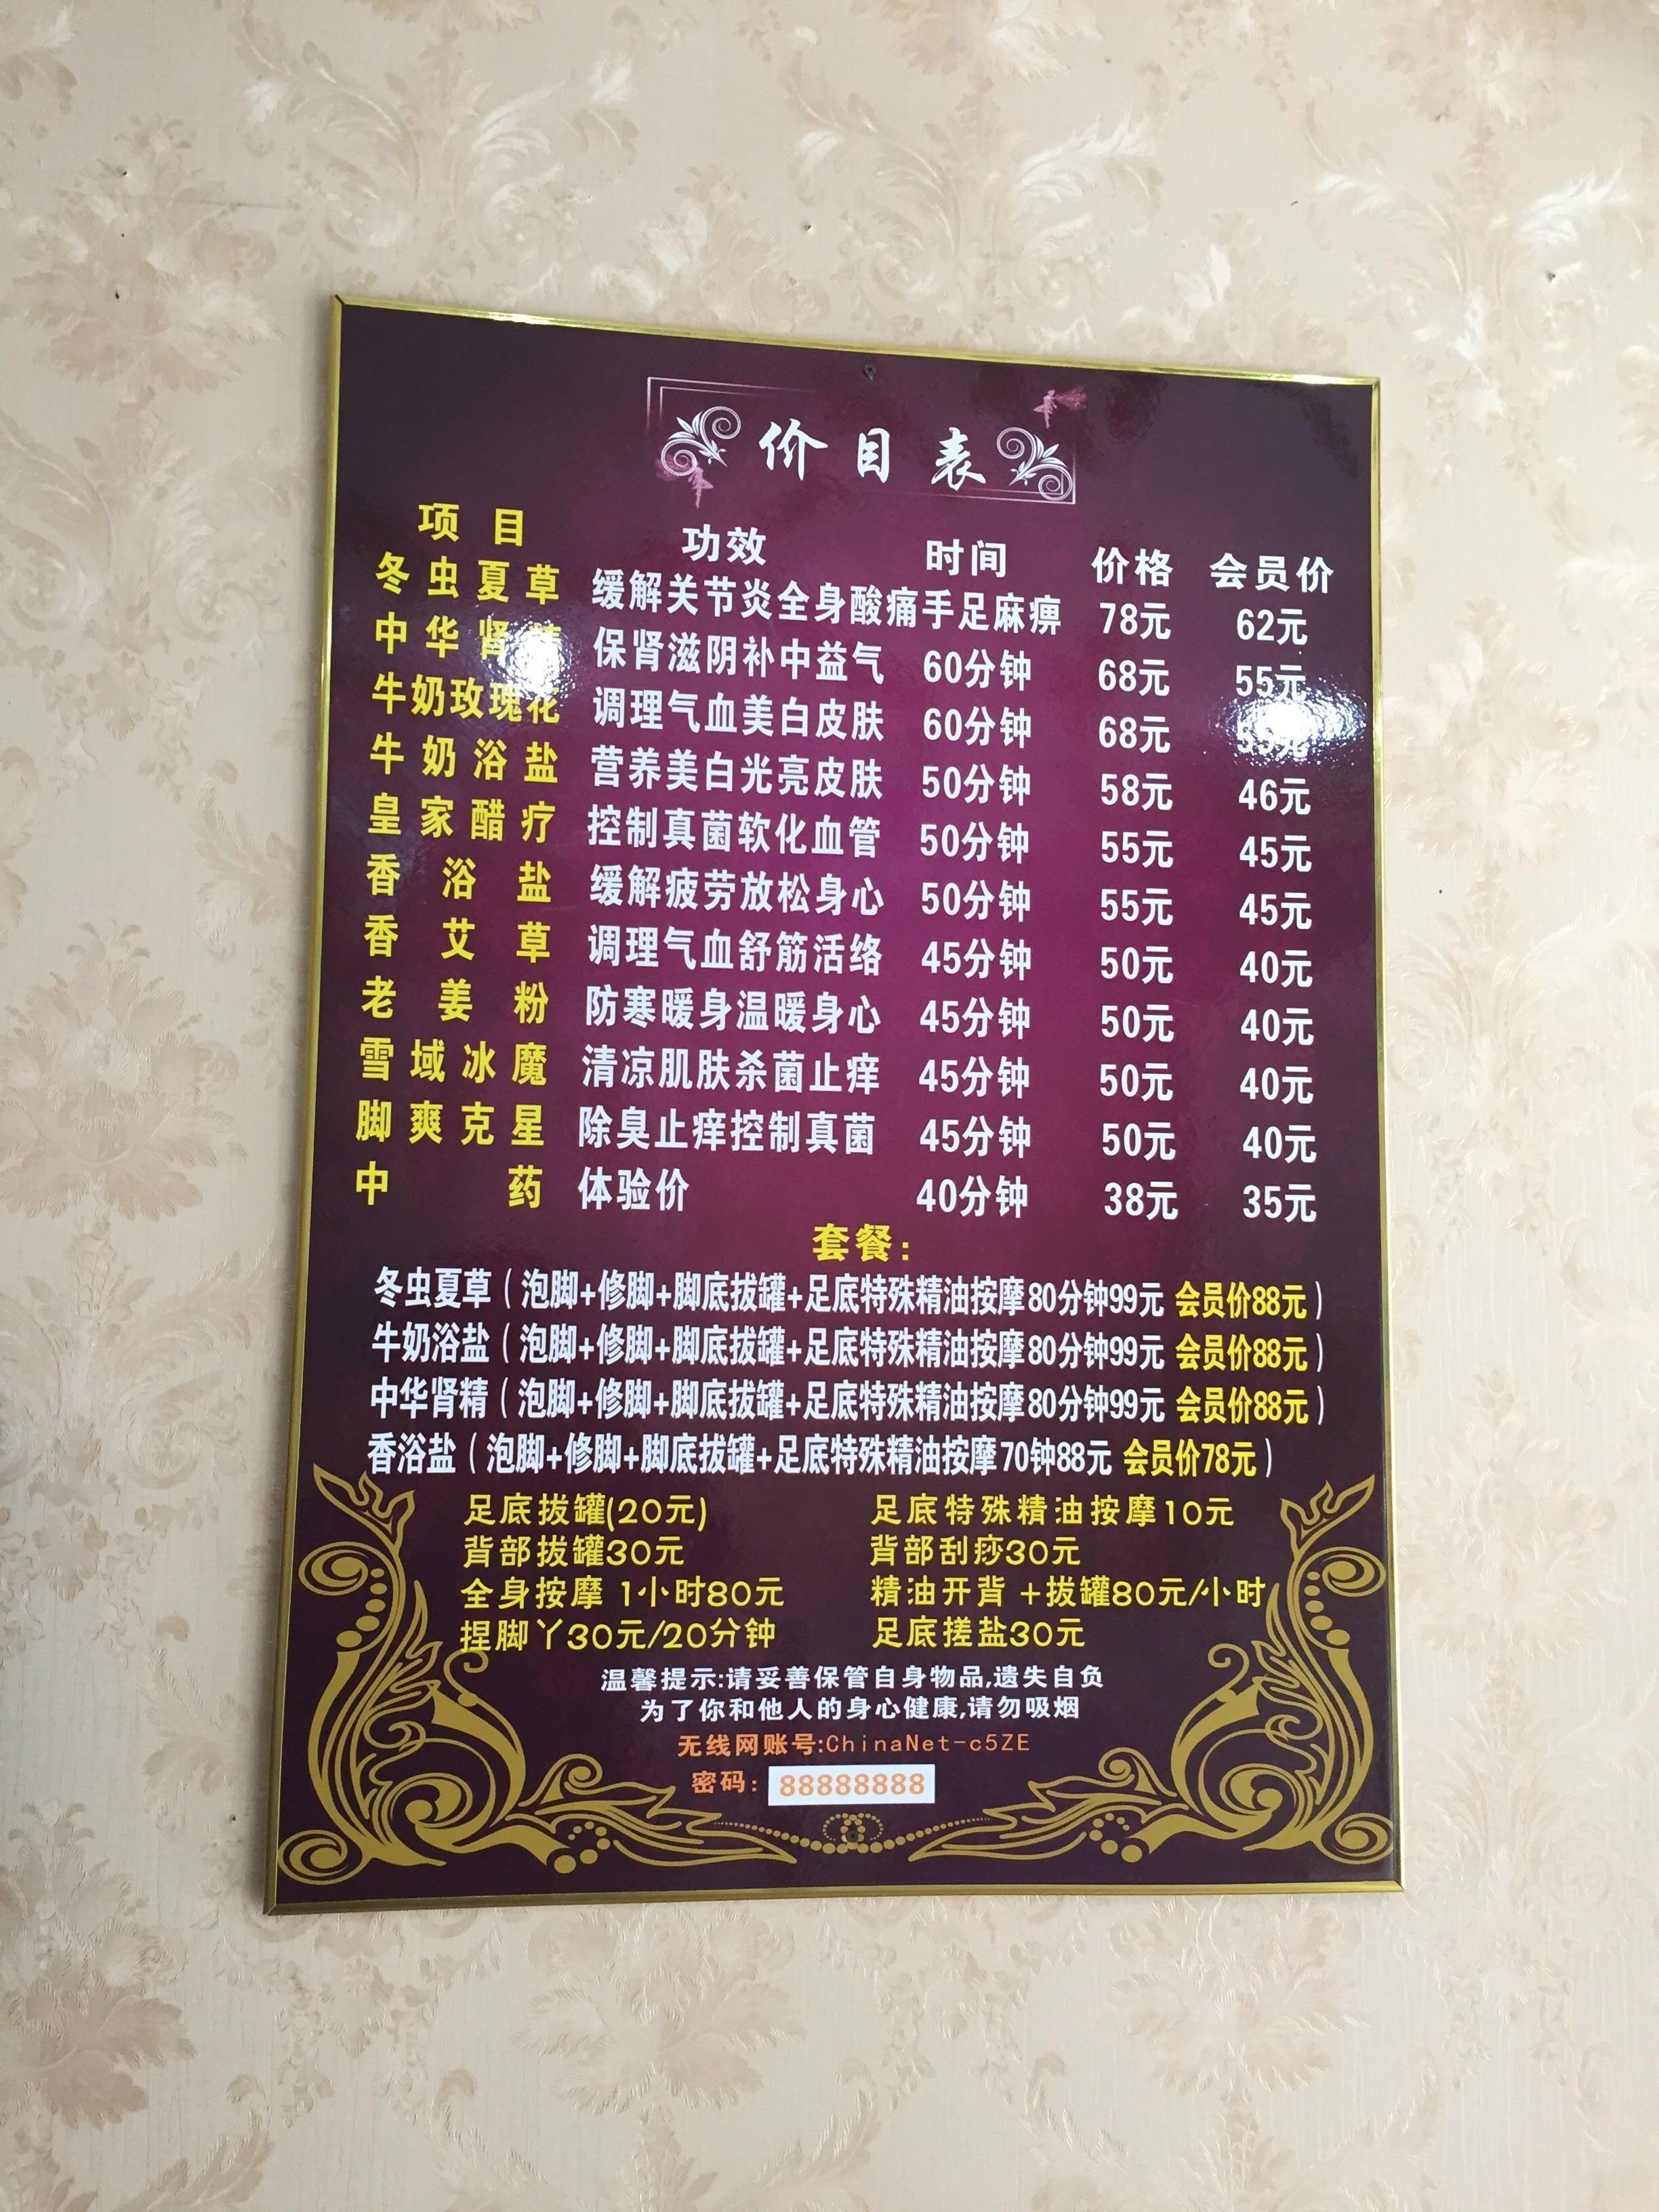 价目表
项目 功效 时间 价格 会员价
冬虫夏草 缓解关节炎全身酸痛手足麻痹 78元 62元
中华肾精 保肾滋阴补中益气 60分钟 68元 55元
牛奶玫瑰花 调理气血美白皮肤 60分钟 68元 55元
牛奶浴盐 营养美白光亮皮肤 50分钟 58元 46元
皇家醋疗 控制真菌软化血管 50分钟 55元 45元
香浴盐 缓解疲劳放松身心 50分钟 55元 45元
香艾草 调理气血舒筋活络 45分钟 50元 40元
老姜粉 防寒暖身温暖身心 45分钟 50元 40元
雪域冰魔 清凉肌肤杀菌止痒 45分钟 50元 40元
脚爽克星 除臭止痒控制真菌 45分钟 50元 40元
中药 体验价 40分钟 38元 35元
套餐:
冬虫夏草(泡脚+修脚+脚底拔罐+足底特殊精油按摩80分钟99元 会员价88元)
牛奶浴盐(泡脚+修脚+脚底拔罐+足底特殊精油按摩80分钟99元 会员价88元)
中华肾精(泡脚+修脚+脚底拔罐+足底特殊精油按摩80分钟99元 会员价88元)
香浴盐(泡脚+修脚+脚底拔罐+足底特殊精油按摩70钟88元 会员价78元)
足底拔罐(20元) 足底特殊精油按摩10元
背部拔罐30元 背部刮痧30元
全身按摩 1小时80元 精油开背+拔罐80元/小时
捏脚丫30元/20分钟 足底搓盐30元
温馨提示:请妥善保管自身物品,遗失自负
为了你和他人的身心健康,请勿吸烟
无线网账号:ChinaNet-c5ZE
密码: 88888888